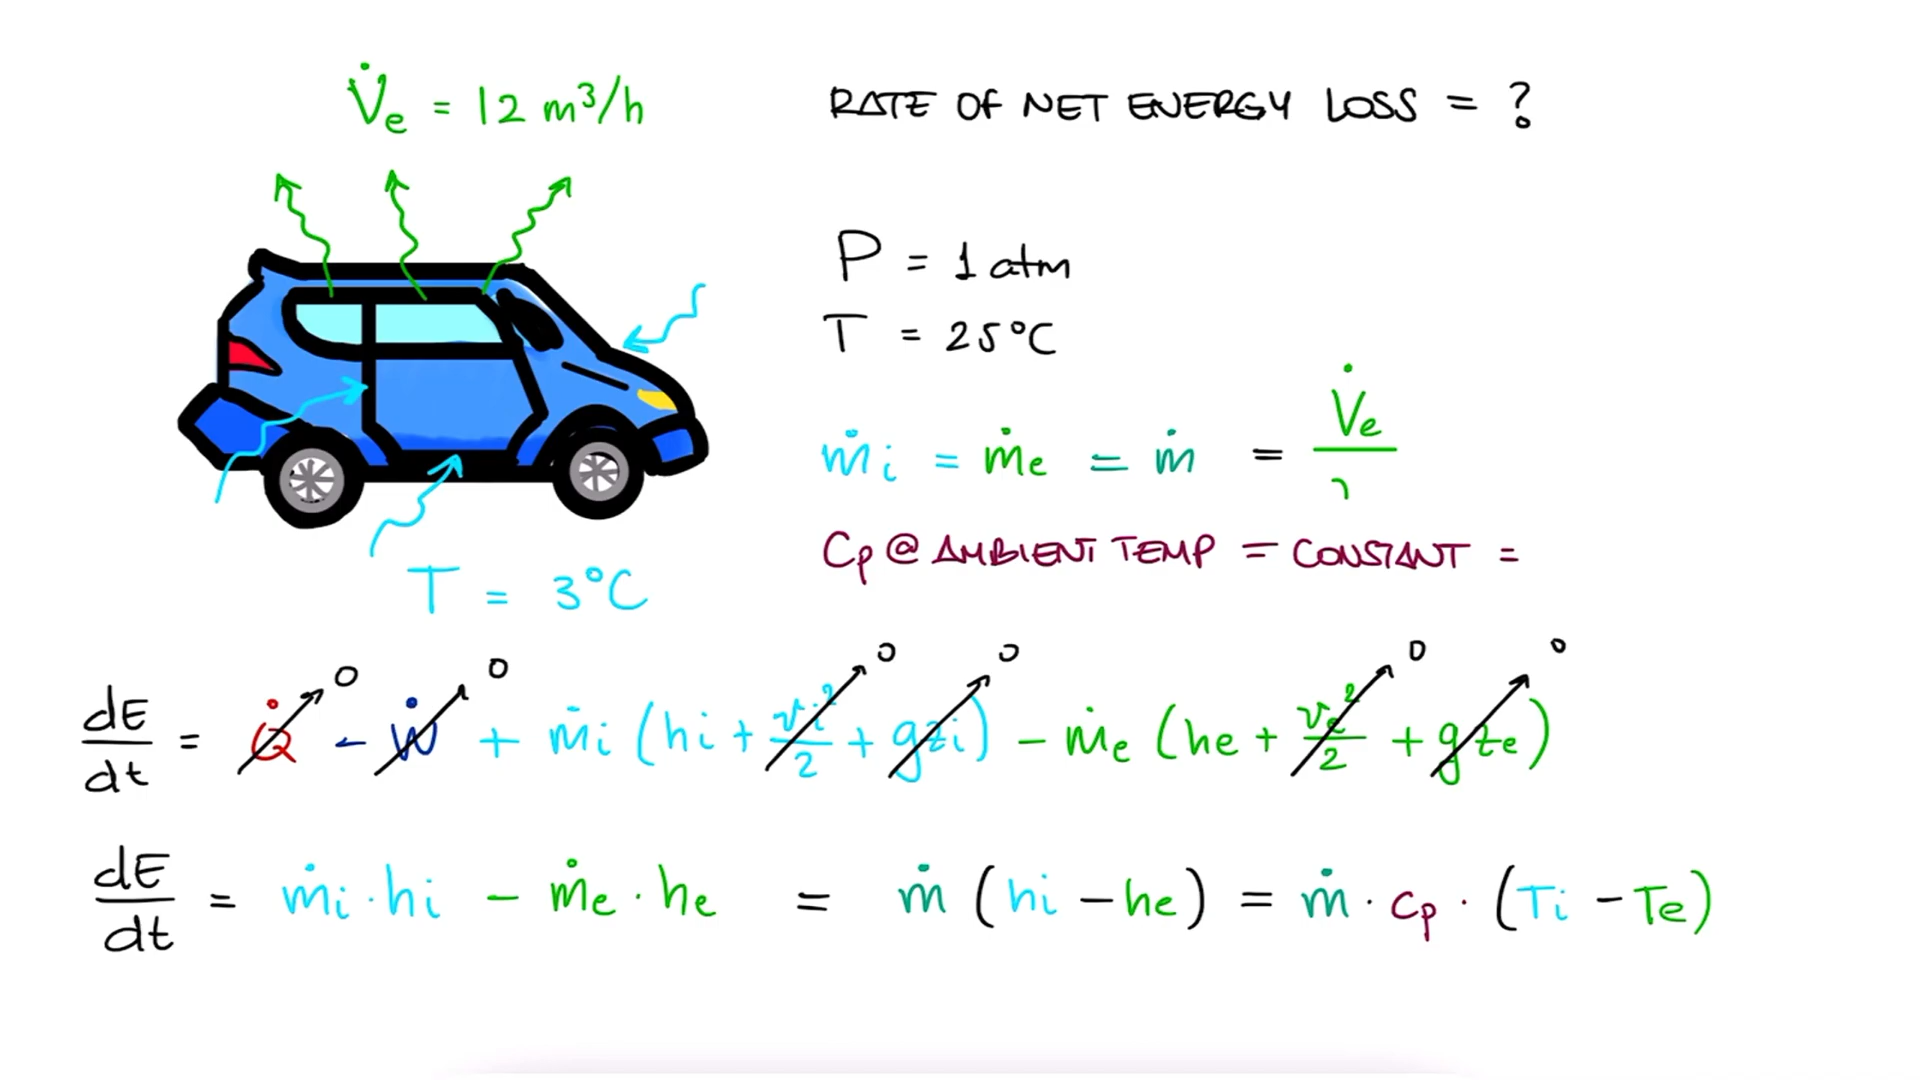 V̇e = 12 m³/h
RATE OF NET ENERGY LOSS = ?
P = 1 atm
T = 25°C
ṁi = ṁe = ṁ = V̇e /
Cp @ AMBIENT TEMP = CONSTANT =
T = 3°C
dE/dt = Q̇ 0 - Ẇ 0 + ṁi (hi + vi²/2 0 + gzi 0) - ṁe (he + ve²/2 0 + gze 0)
dE/dt = ṁi · hi - ṁe · he = ṁ (hi - he) = ṁ · Cp · (Ti - Te)